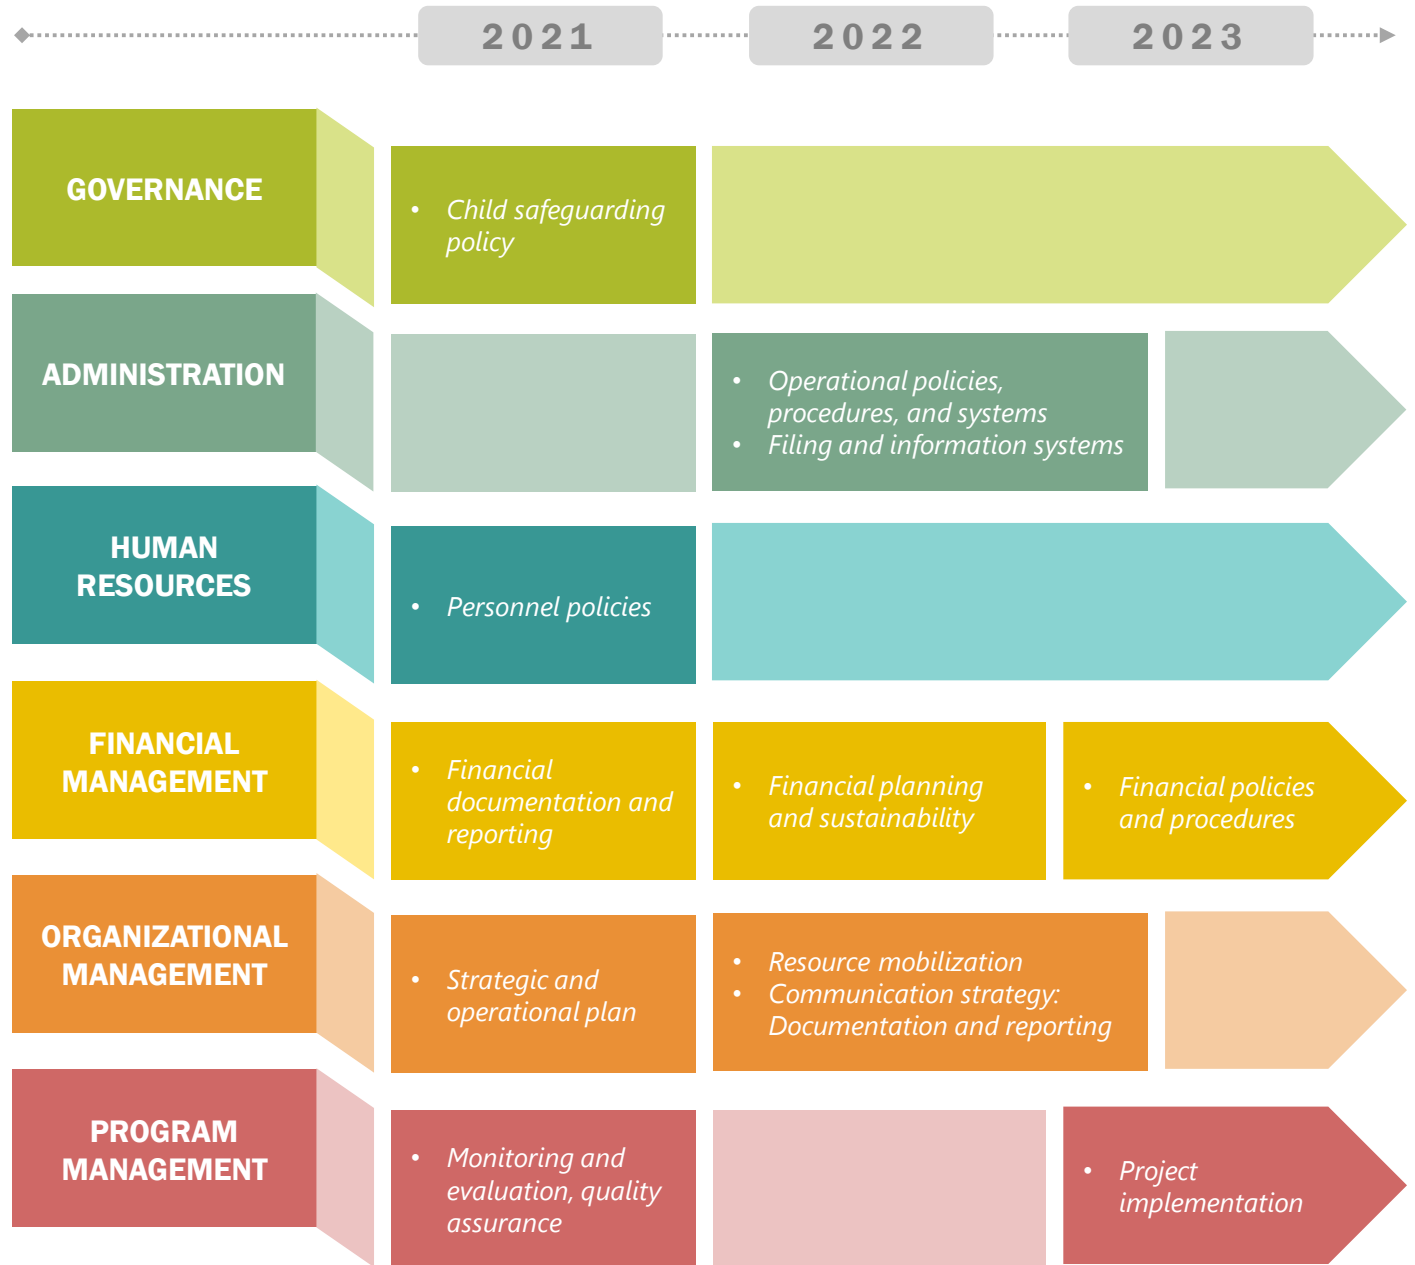 2021 2022 2023
GOVERNANCE
• Child safeguarding
policy
ADMINISTRATION
• Operational policies,
procedures, and systems
• Filing and information systems
HUMAN
RESOURCES
• Personnel policies
FINANCIAL
MANAGEMENT
• Financial
documentation and
reporting
• Financial planning
and sustainability
• Financial policies
and procedures
ORGANIZATIONAL
MANAGEMENT
• Strategic and
operational plan
• Resource mobilization
• Communication strategy:
Documentation and reporting
PROGRAM
MANAGEMENT
• Monitoring and
evaluation, quality
assurance
• Project
implementation